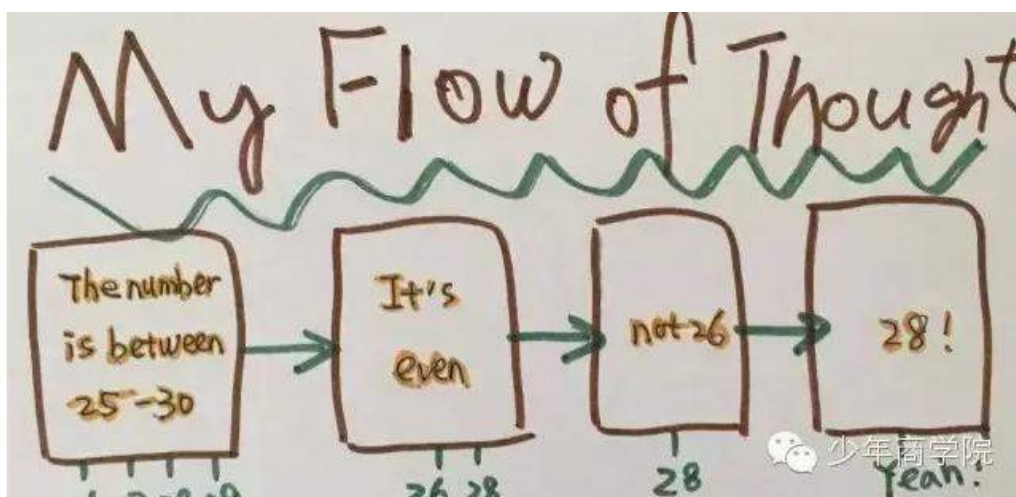 My Flow of Thought
The number
is between
25-30
It's
even
not 26
28!
26 28
28
Yeah!
少年商学院